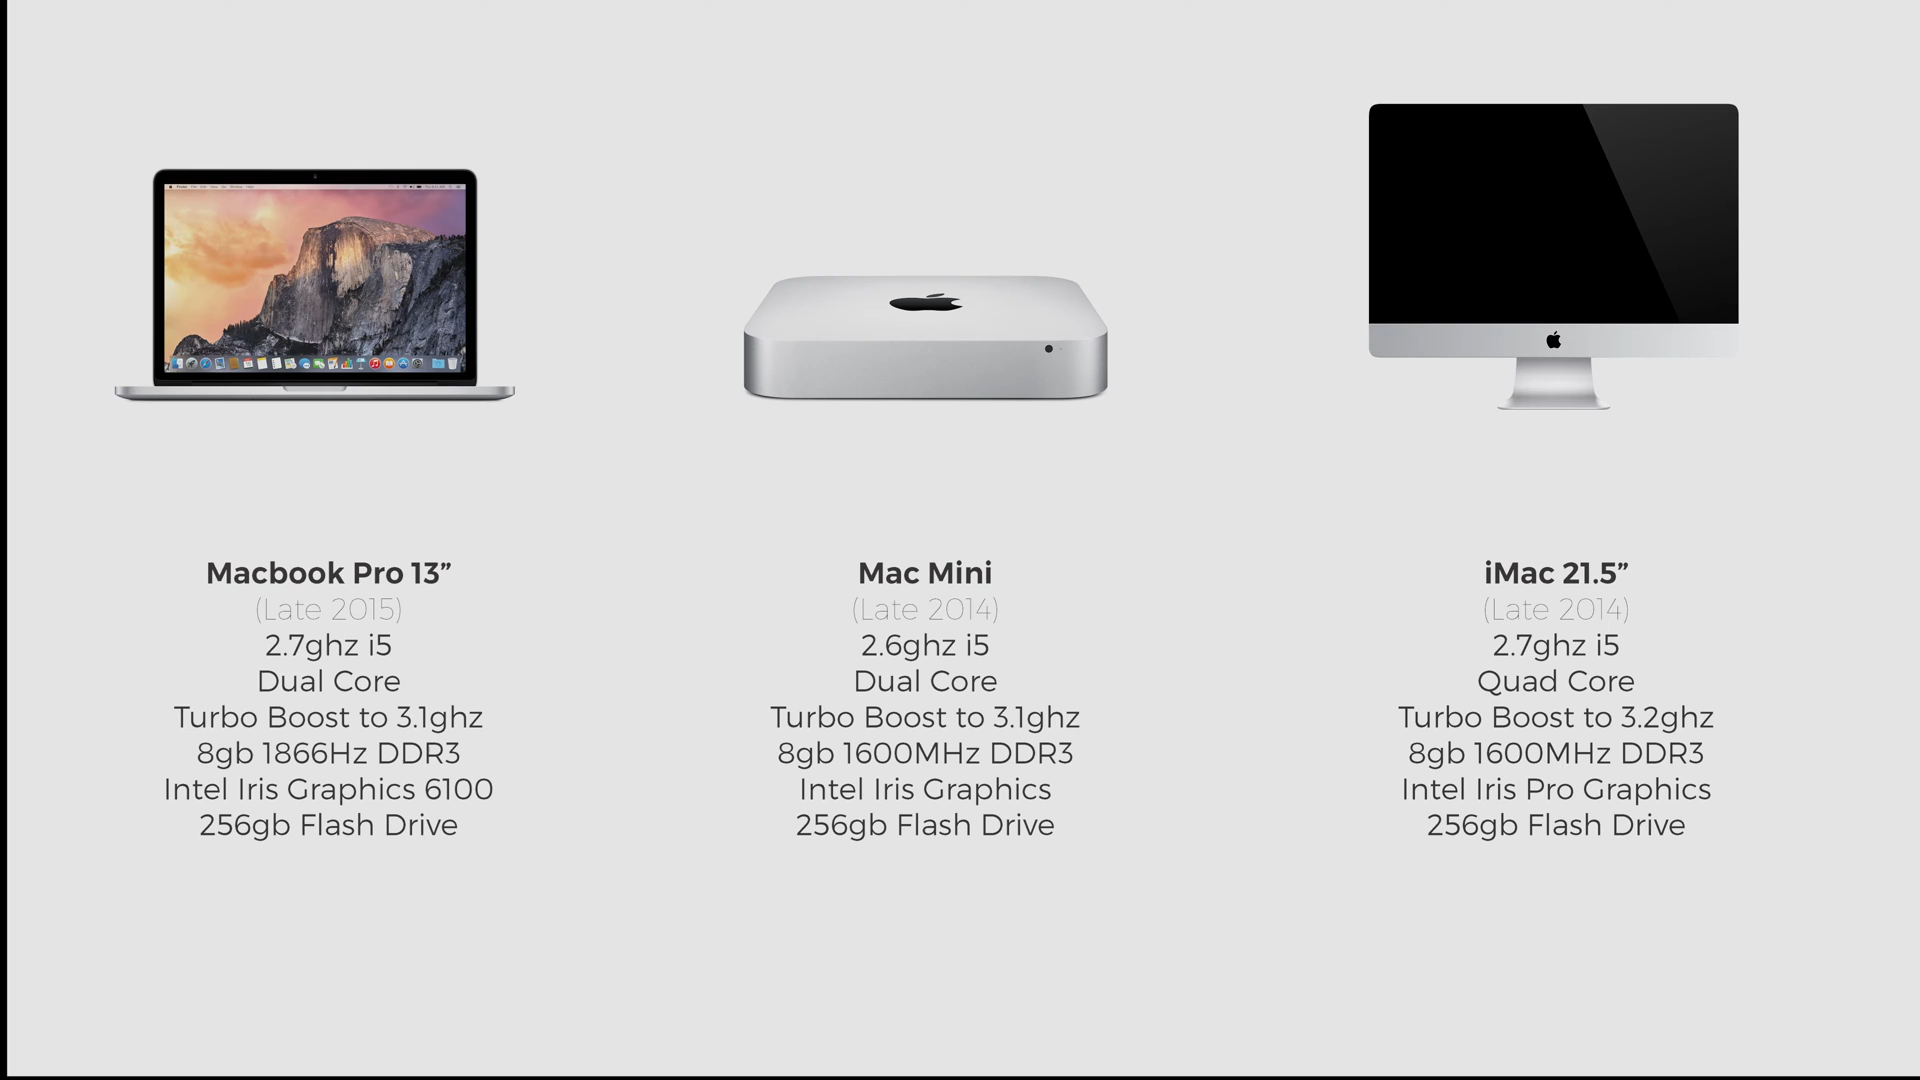 Macbook Pro 13”
(Late 2015)
2.7ghz i5
Dual Core
Turbo Boost to 3.1ghz
8gb 1866Hz DDR3
Intel Iris Graphics 6100
256gb Flash Drive
Mac Mini
(Late 2014)
2.6ghz i5
Dual Core
Turbo Boost to 3.1ghz
8gb 1600MHz DDR3
Intel Iris Graphics
256gb Flash Drive
iMac 21.5”
(Late 2014)
2.7ghz i5
Quad Core
Turbo Boost to 3.2ghz
8gb 1600MHz DDR3
Intel Iris Pro Graphics
256gb Flash Drive